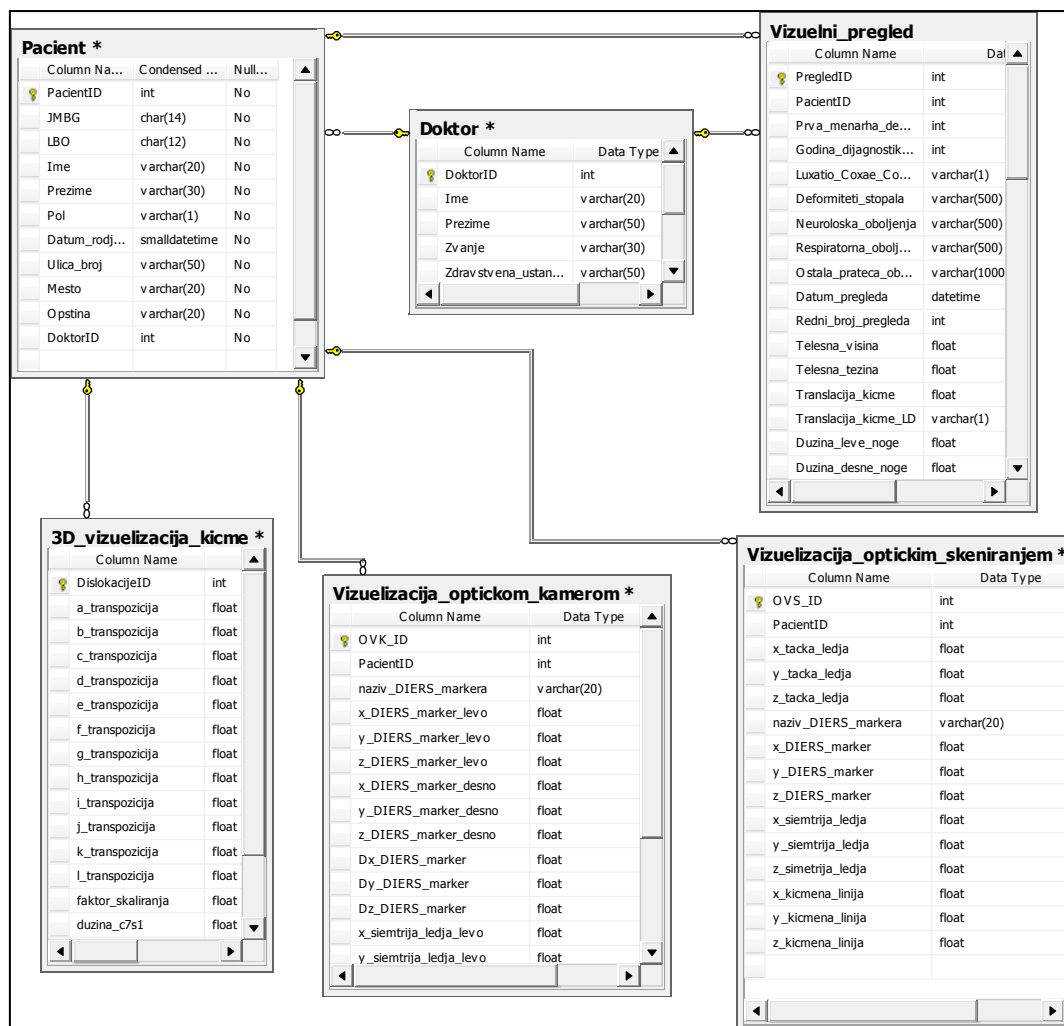 Pacient *
Column Na... Condensed ... Null...
PacientID int No
JMBG char(14) No
LBO char(12) No
Ime varchar(20) No
Prezime varchar(30) No
Pol varchar(1) No
Datum_rodj... smalldatetime No
Ulica_broj varchar(50) No
Mesto varchar(20) No
Opstina varchar(20) No
DoktorID int No
Doktor *
Column Name Data Type
DoktorID int
Ime varchar(20)
Prezime varchar(50)
Zvanje varchar(30)
Zdravstvena_ustan... varchar(50)
Vizuelni_pregled
Column Name Dat
PregledID int
PacientID int
Prva_menarha_de... int
Godina_dijagnostik... int
Luxatio_Coxae_Co... varchar(1)
Deformiteti_stopala varchar(500)
Neuroloska_oboljenja varchar(500)
Respiratorna_obolj... varchar(500)
Ostala_prateca_ob... varchar(1000
Datum_pregleda datetime
Redni_broj_pregleda int
Telesna_visina float
Telesna_tezina float
Translacija_kicme float
Translacija_kicme_LD varchar(1)
Duzina_leve_noge float
Duzina_desne_noge float
3D_vizuelizacija_kicme *
Column Name
DislokacijeID int
a_transpozicija float
b_transpozicija float
c_transpozicija float
d_transpozicija float
e_transpozicija float
f_transpozicija float
g_transpozicija float
h_transpozicija float
i_transpozicija float
j_transpozicija float
k_transpozicija float
l_transpozicija float
faktor_skaliranja float
duzina_c7s1 float
Vizuelizacija_optickom_kamerom *
Column Name Data Type
OVK_ID int
PacientID int
naziv_DIERS_markera varchar(20)
x_DIERS_marker_levo float
y_DIERS_marker_levo float
z_DIERS_marker_levo float
x_DIERS_marker_desno float
y_DIERS_marker_desno float
z_DIERS_marker_desno float
Dx_DIERS_marker float
Dy_DIERS_marker float
Dz_DIERS_marker float
x_siemtrija_ledja_levo float
y_siemtrija_ledja_levo float
Vizuelizacija_optickim_skeniranjem *
Column Name Data Type
OVS_ID int
PacientID int
x_tacka_ledja float
y_tacka_ledja float
z_tacka_ledja float
naziv_DIERS_markera varchar(20)
x_DIERS_marker float
y_DIERS_marker float
z_DIERS_marker float
x_siemtrija_ledja float
y_siemtrija_ledja float
z_simetrija_ledja float
x_kicmena_linija float
y_kicmena_linija float
z_kicmena_linija float